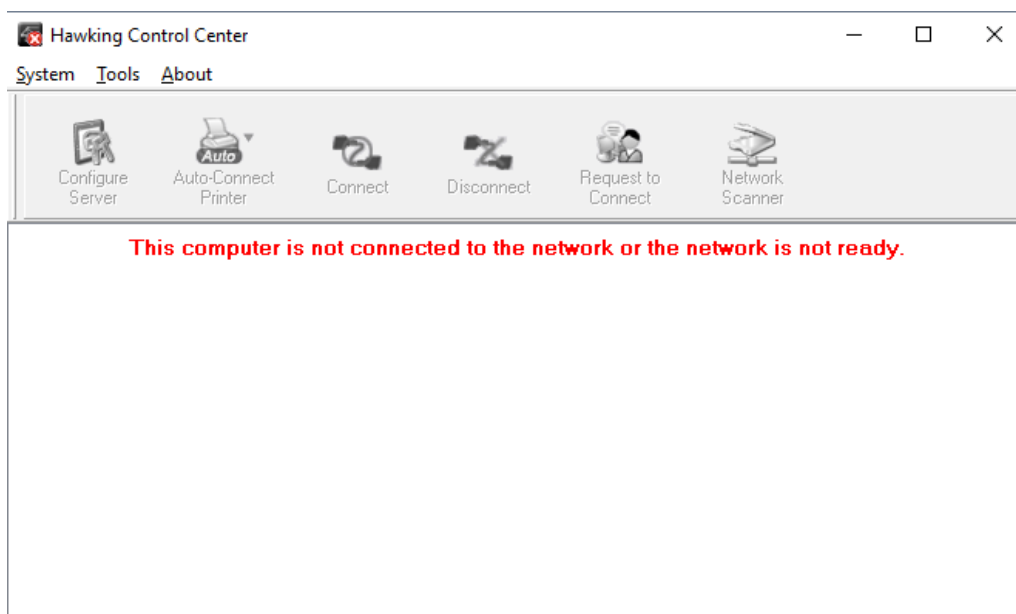 Hawking Control Center
System Tools About
Configure Server
Auto
Auto-Connect Printer
Connect
Disconnect
Request to Connect
Network Scanner
This computer is not connected to the network or the network is not ready.